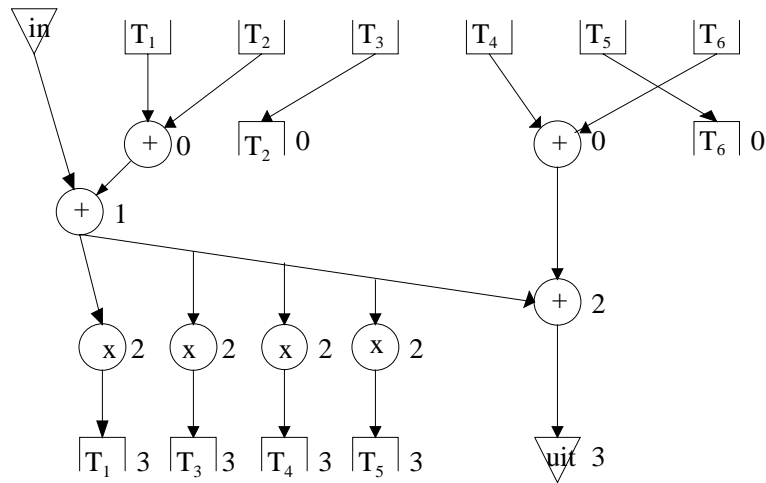 in T₁ T₂ T₃ T₄ T₅ T₆
+ 0 T₂ 0 + 0 T₆ 0
+ 1
+ 2
x 2 x 2 x 2 x 2
T₁ 3 T₃ 3 T₄ 3 T₅ 3 uit 3